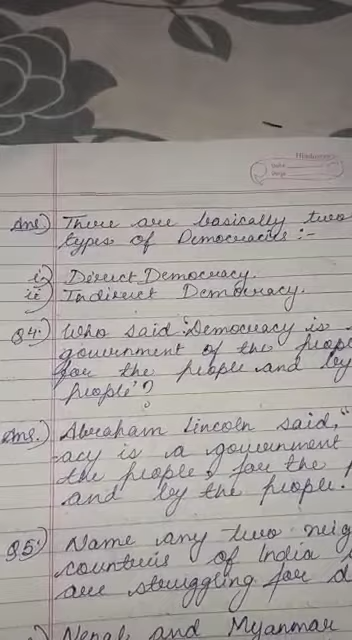 Ans) There are basically two
types of Democracies :-
i) Direct Democracy.
ii) Indirect Democracy.
Q4.) Who said "Democracy is
government of the people
for the people and by
people"?
Ans.) Abraham Lincoln said, "
acy is a government
the people, for the
and by the people.
Q5.) Name any two neig
countries of India
are struggling for d
Nepal and Myanmar